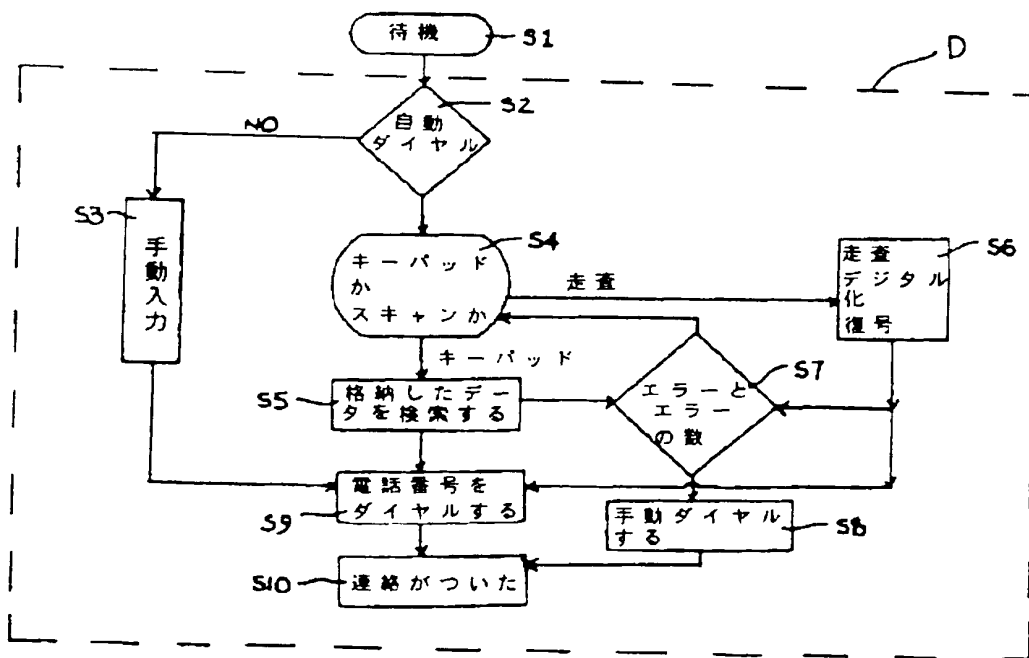 待機
S1
D
S2
自動
ダイヤル
NO
S3
手動入力
S4
キーパッド
か
スキャンか
走査
S6
走査
デジタル
化
復号
キーパッド
S7
エラーと
エラー
の数
S5
格納したデー
タを検索する
電話番号を
ダイヤルする
S9
手動ダイヤル
する
S8
S10
連絡がついた